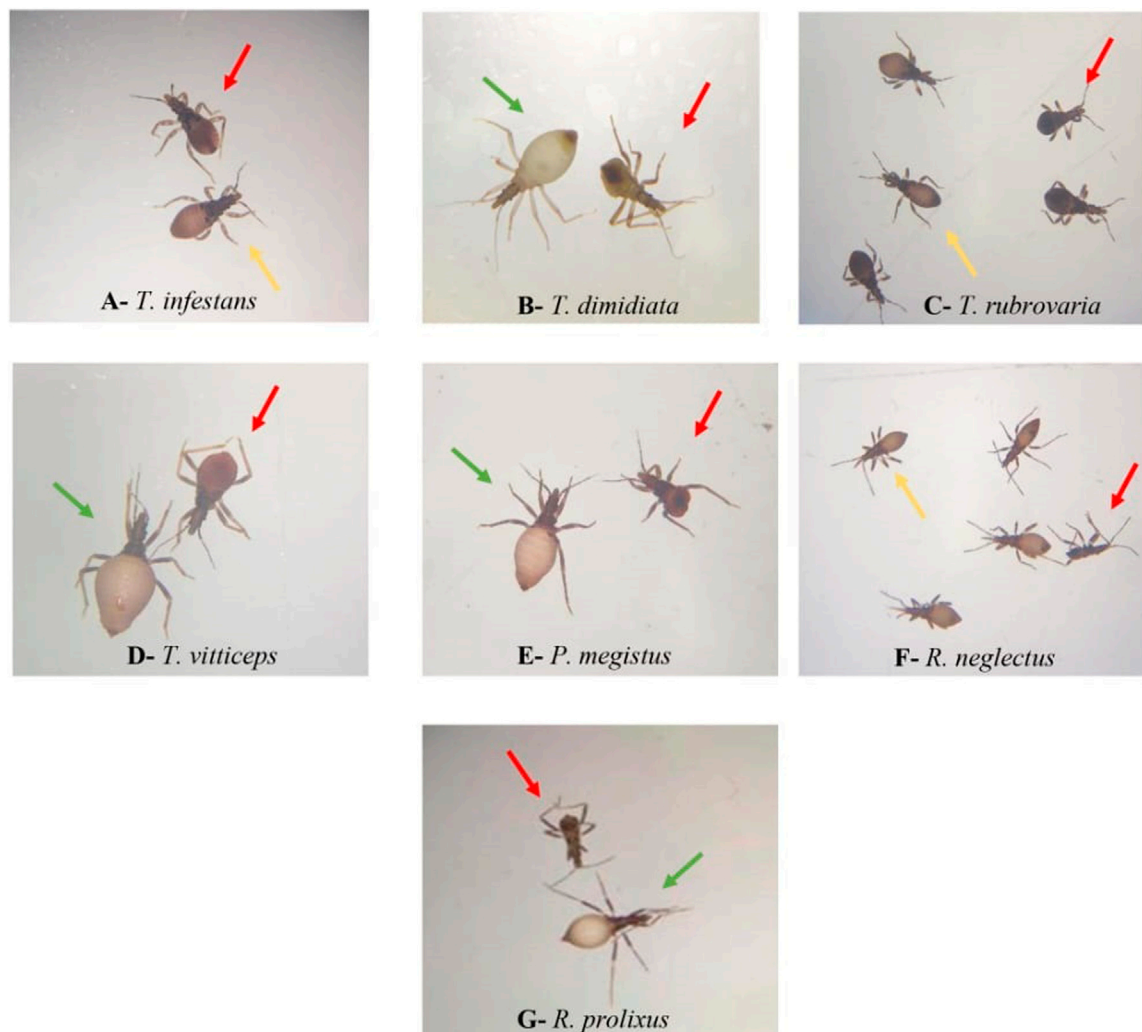 A- T. infestans
B- T. dimidiata
C- T. rubrovaria
D- T. vitticeps
E- P. megistus
F- R. neglectus
G- R. prolixus